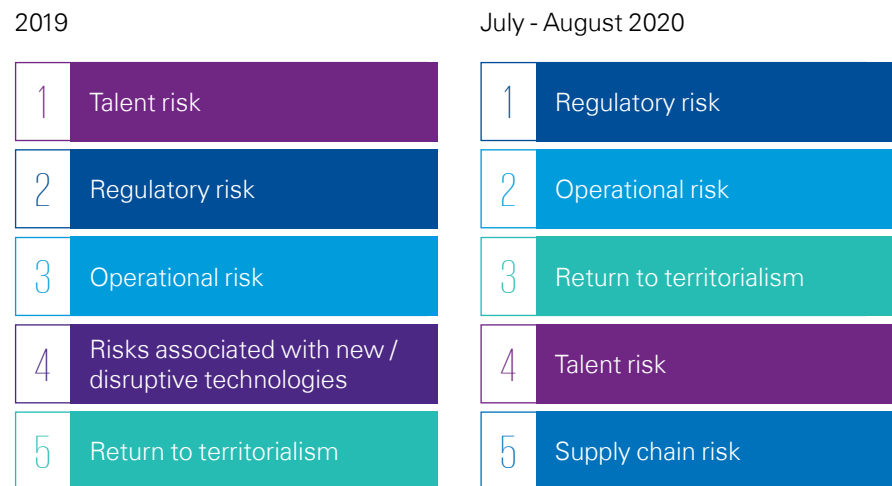 2019
1
Talent risk
2
Regulatory risk
3
Operational risk
4
Risks associated with new /
disruptive technologies
5
Return to territorialism
July - August 2020
1
Regulatory risk
2
Operational risk
3
Return to territorialism
4
Talent risk
5
Supply chain risk